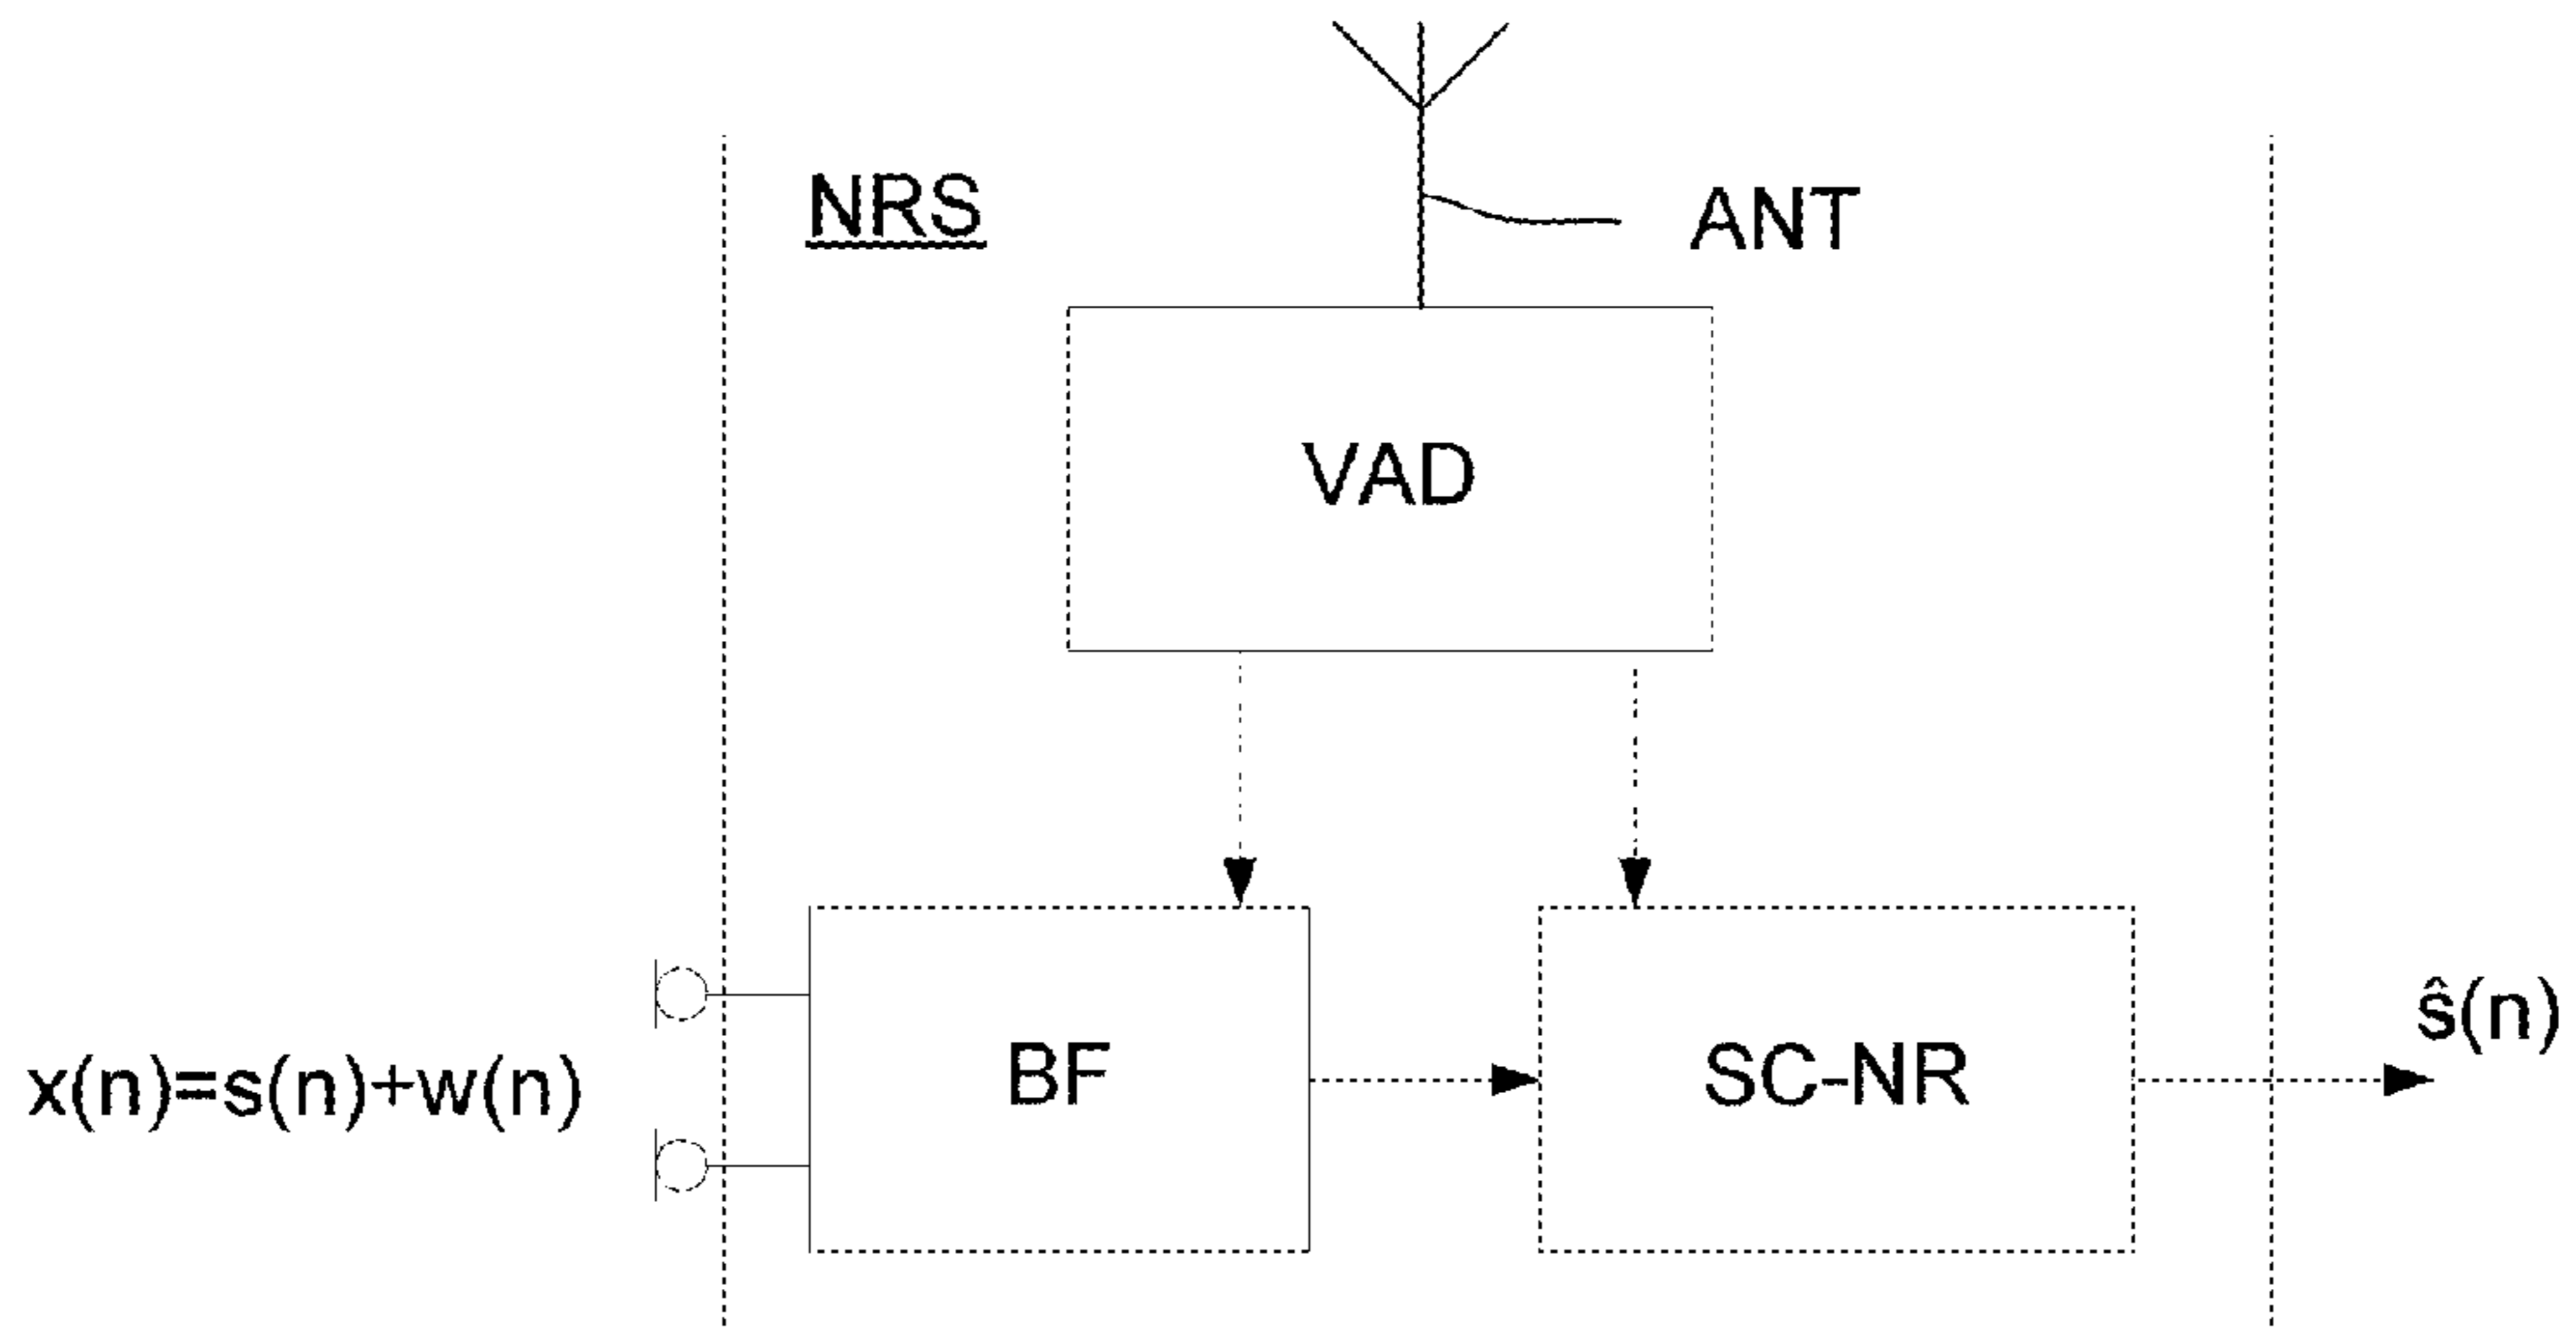 NRS
ANT
VAD
x(n)=s(n)+w(n)
BF
SC-NR
ŝ(n)